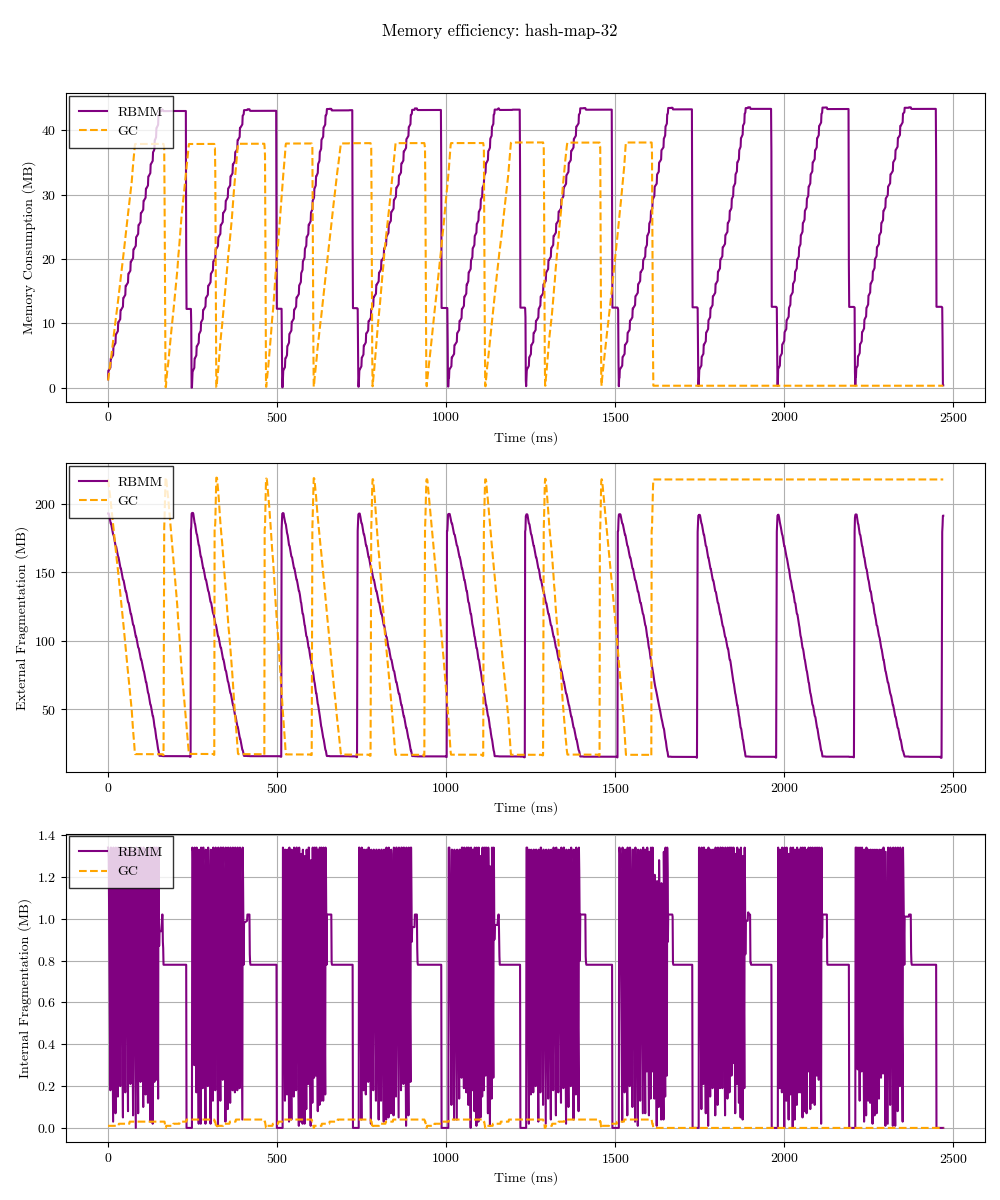 Memory efficiency: hash-map-32
RBMM
GC
Memory Consumption (MB)
40
30
20
10
0
0 500 1000 1500 2000 2500
Time (ms)
RBMM
GC
External Fragmentation (MB)
200
150
100
50
0 500 1000 1500 2000 2500
Time (ms)
RBMM
GC
Internal Fragmentation (MB)
1.4
1.2
1.0
0.8
0.6
0.4
0.2
0.0
0 500 1000 1500 2000 2500
Time (ms)